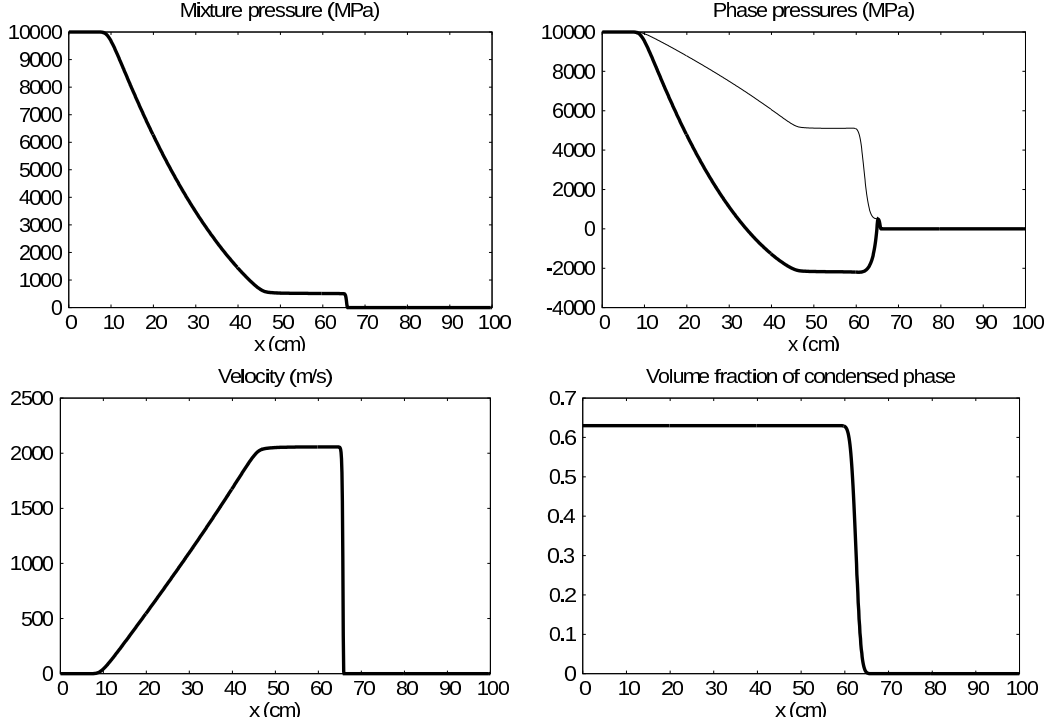 Mixture pressure (MPa)
10000
9000
8000
7000
6000
5000
4000
3000
2000
1000
0
0 10 20 30 40 50 60 70 80 90 100
x (cm)
Phase pressures (MPa)
10000
8000
6000
4000
2000
0
-2000
-4000
0 10 20 30 40 50 60 70 80 90 100
x (cm)
Velocity (m/s)
2500
2000
1500
1000
500
0
0 10 20 30 40 50 60 70 80 90 100
x (cm)
Volume fraction of condensed phase
0.7
0.6
0.5
0.4
0.3
0.2
0.1
0
0 10 20 30 40 50 60 70 80 90 100
x (cm)